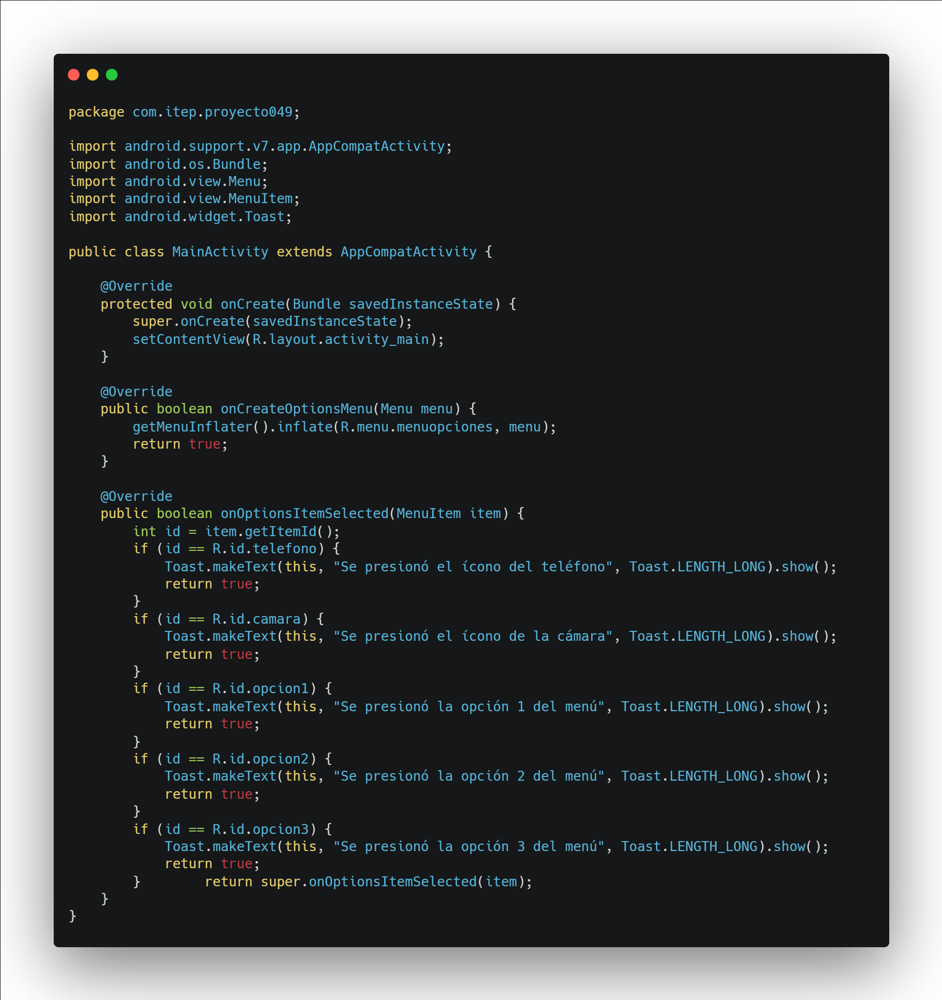 package com.itep.proyecto049;

import android.support.v7.app.AppCompatActivity;
import android.os.Bundle;
import android.view.Menu;
import android.view.MenuItem;
import android.widget.Toast;

public class MainActivity extends AppCompatActivity {

    @Override
    protected void onCreate(Bundle savedInstanceState) {
        super.onCreate(savedInstanceState);
        setContentView(R.layout.activity_main);
    }

    @Override
    public boolean onCreateOptionsMenu(Menu menu) {
        getMenuInflater().inflate(R.menu.menuopciones, menu);
        return true;
    }

    @Override
    public boolean onOptionsItemSelected(MenuItem item) {
        int id = item.getItemId();
        if (id == R.id.telefono) {
            Toast.makeText(this, "Se presionó el ícono del teléfono", Toast.LENGTH_LONG).show();
            return true;
        }
        if (id == R.id.camara) {
            Toast.makeText(this, "Se presionó el ícono de la cámara", Toast.LENGTH_LONG).show();
            return true;
        }
        if (id == R.id.opcion1) {
            Toast.makeText(this, "Se presionó la opción 1 del menú", Toast.LENGTH_LONG).show();
            return true;
        }
        if (id == R.id.opcion2) {
            Toast.makeText(this, "Se presionó la opción 2 del menú", Toast.LENGTH_LONG).show();
            return true;
        }
        if (id == R.id.opcion3) {
            Toast.makeText(this, "Se presionó la opción 3 del menú", Toast.LENGTH_LONG).show();
            return true;
        }        return super.onOptionsItemSelected(item);
    }
}